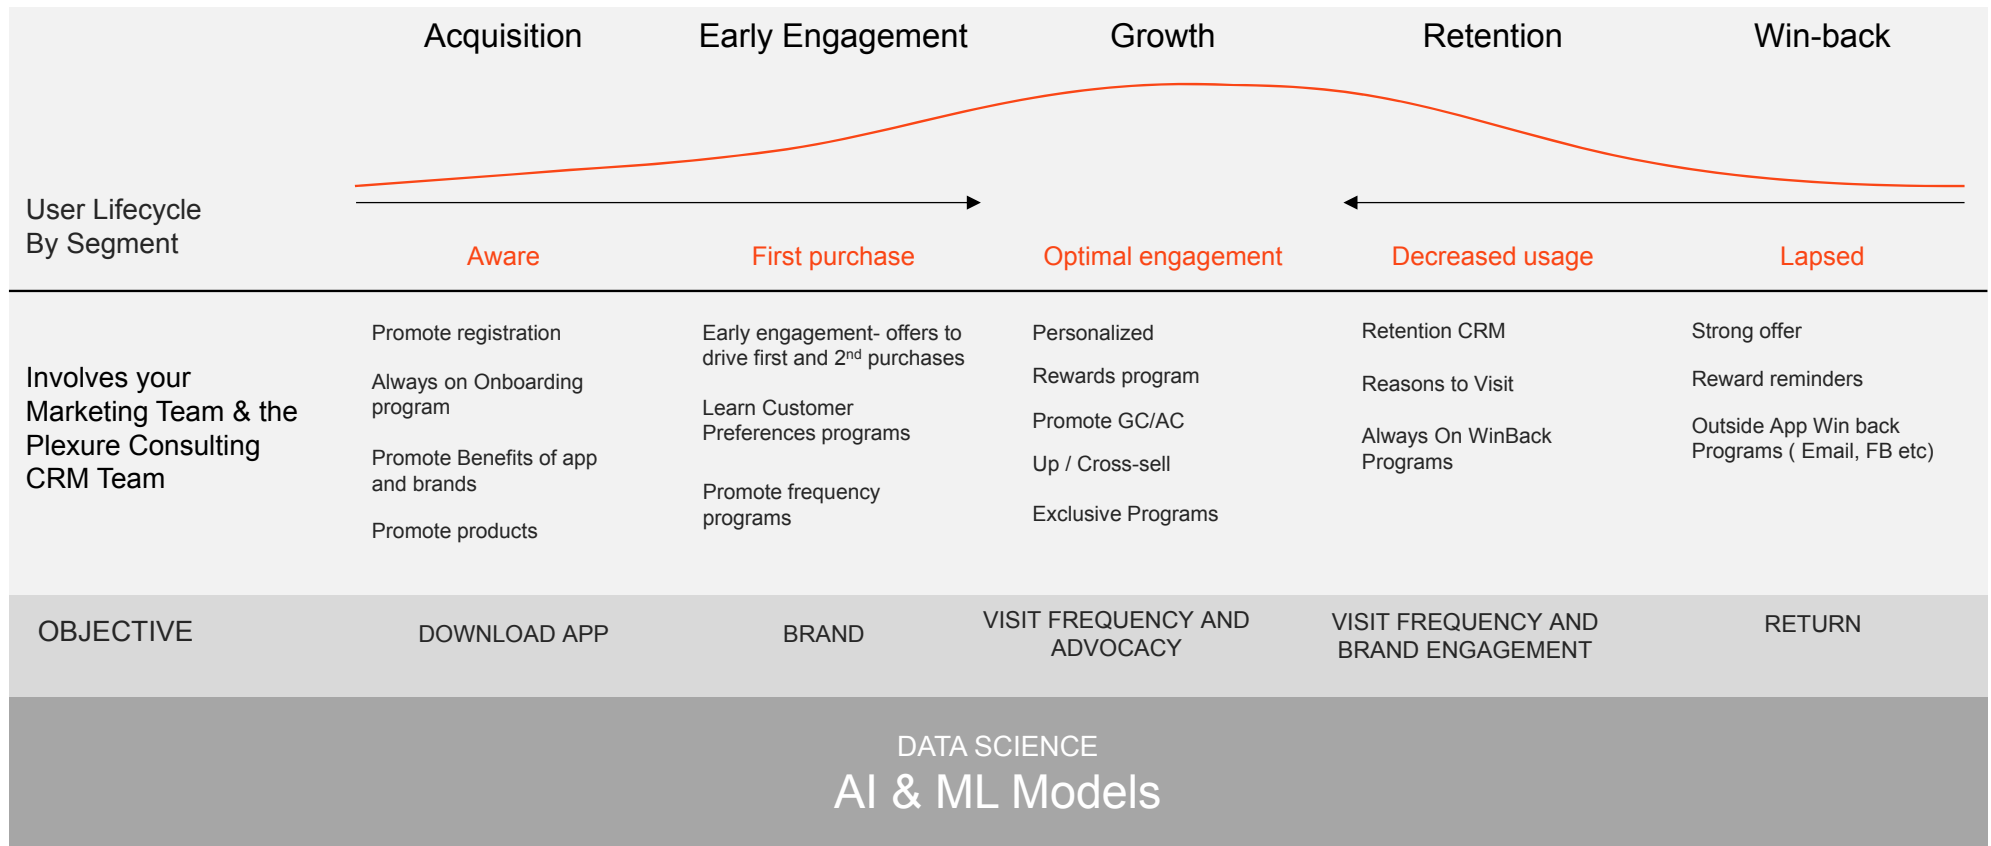 Acquisition
Early Engagement
Growth
Retention
Win-back
User Lifecycle
By Segment
Aware
First purchase
Optimal engagement
Decreased usage
Lapsed
Involves your
Marketing Team & the
Plexure Consulting
CRM Team
Promote registration
Always on Onboarding
program
Promote Benefits of app
and brands
Promote products
Early engagement- offers to
drive first and 2nd purchases
Learn Customer
Preferences programs
Promote frequency
programs
Personalized
Rewards program
Promote GC/AC
Up / Cross-sell
Exclusive Programs
Retention CRM
Reasons to Visit
Always On WinBack
Programs
Strong offer
Reward reminders
Outside App Win back
Programs ( Email, FB etc)
OBJECTIVE
DOWNLOAD APP
BRAND
VISIT FREQUENCY AND
ADVOCACY
VISIT FREQUENCY AND
BRAND ENGAGEMENT
RETURN
DATA SCIENCE
AI & ML Models